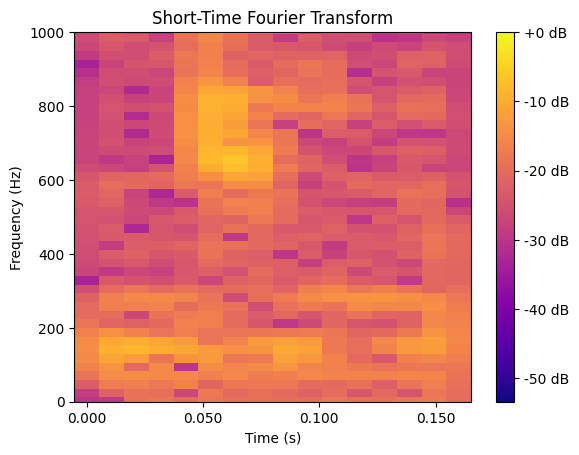 Short-Time Fourier Transform
Frequency (Hz)
1000
800
600
400
200
0
0.000 0.050 0.100 0.150
Time (s)
+0 dB
-10 dB
-20 dB
-30 dB
-40 dB
-50 dB